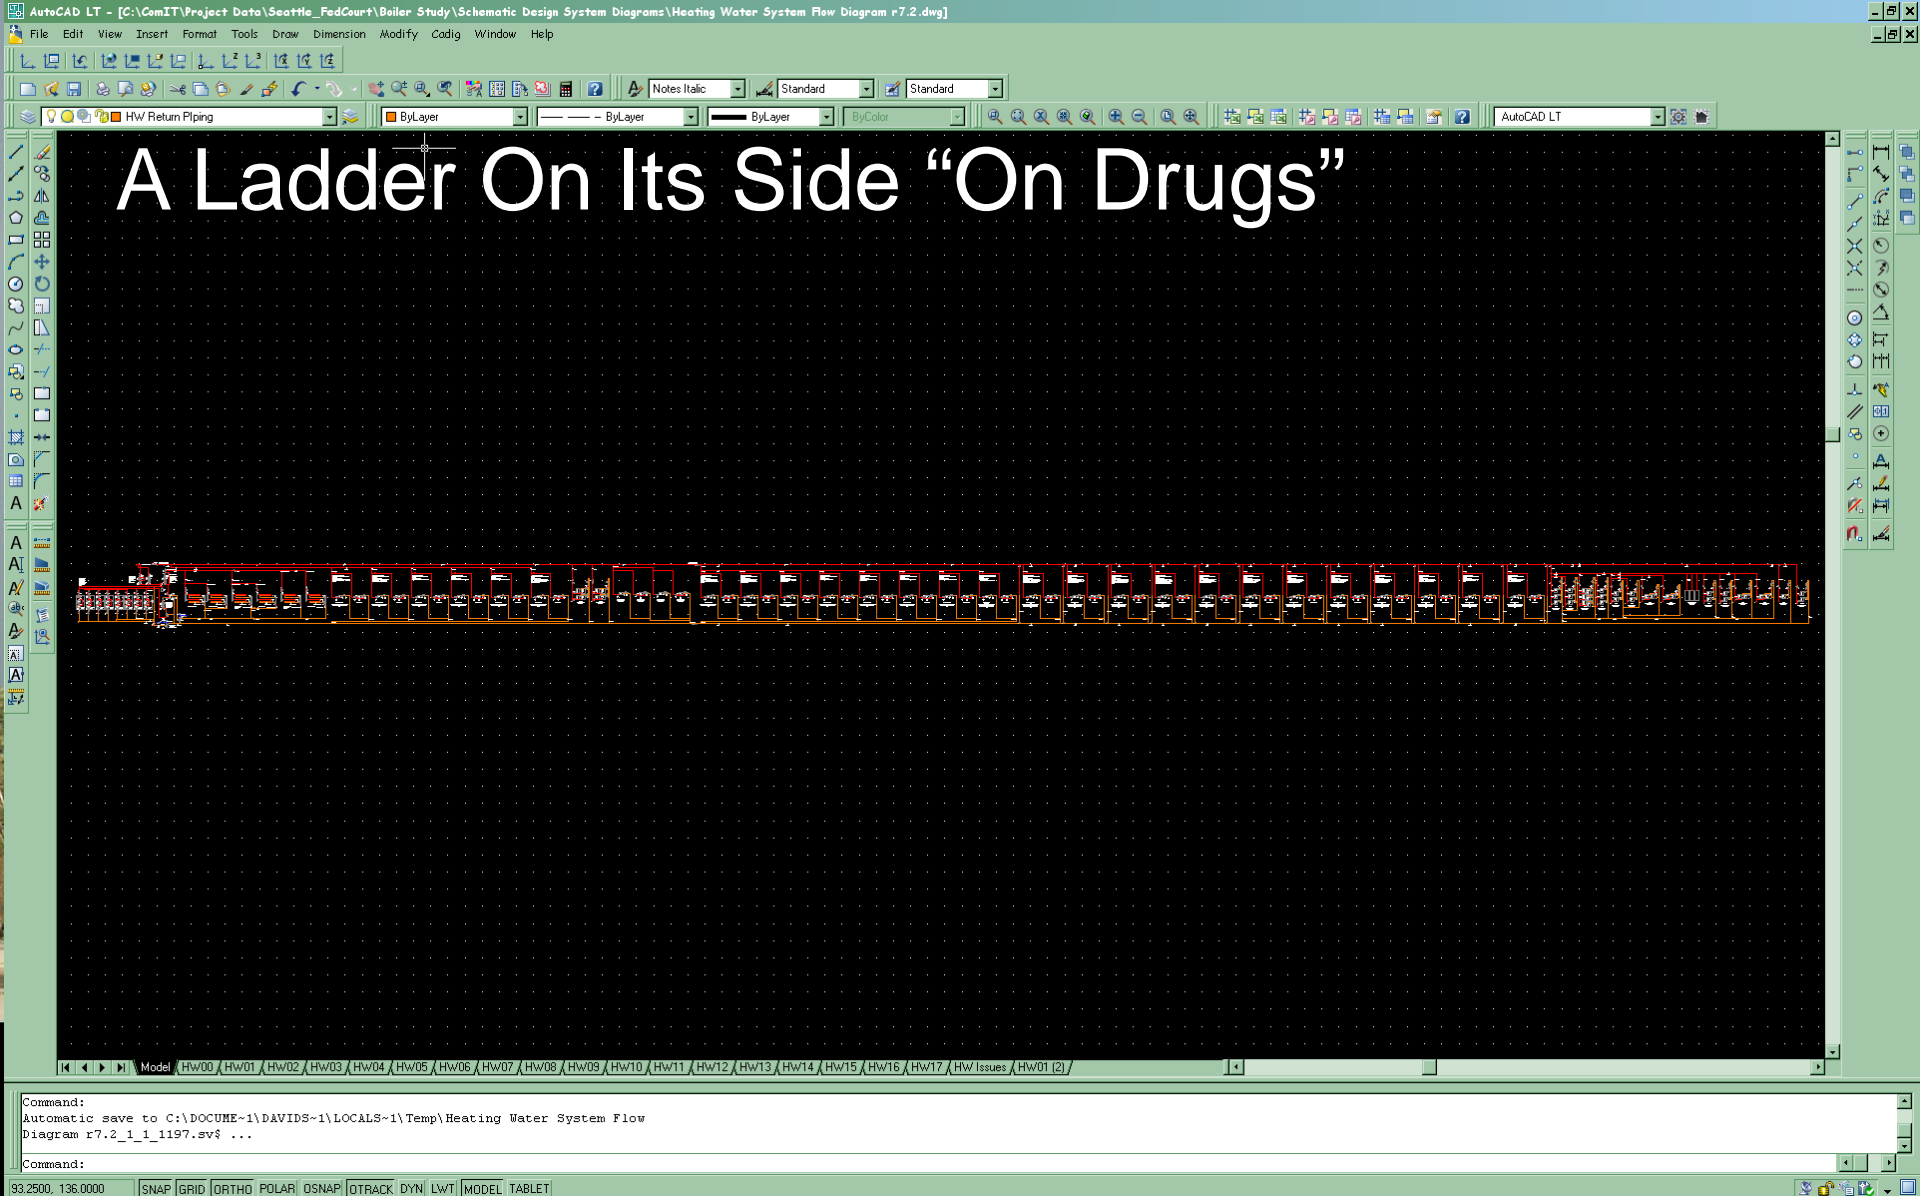 AutoCAD LT - [C:\ComIT\Project Data\Seattle_FedCourt\Boiler Study\Schematic Design System Diagrams\Heating Water System Flow Diagram r7.2.dwg]
File Edit View Insert Format Tools Draw Dimension Modify Cadig Window Help
Notes Italic Standard Standard
HW Return PIping ByLayer ByLayer ByLayer ByColor AutoCAD LT
A Ladder On Its Side “On Drugs”
Model HW00 HW01 HW02 HW03 HW04 HW05 HW06 HW07 HW08 HW09 HW10 HW11 HW12 HW13 HW14 HW15 HW16 HW17 HW Issues HW01 (2)
Command:
Automatic save to C:\DOCUME~1\DAVIDS~1\LOCALS~1\Temp\Heating Water System Flow
Diagram r7.2_1_1_1197.sv$ ...
Command:
93.2500, 136.0000 SNAP GRID ORTHO POLAR OSNAP OTRACK DYN LWT MODEL TABLET